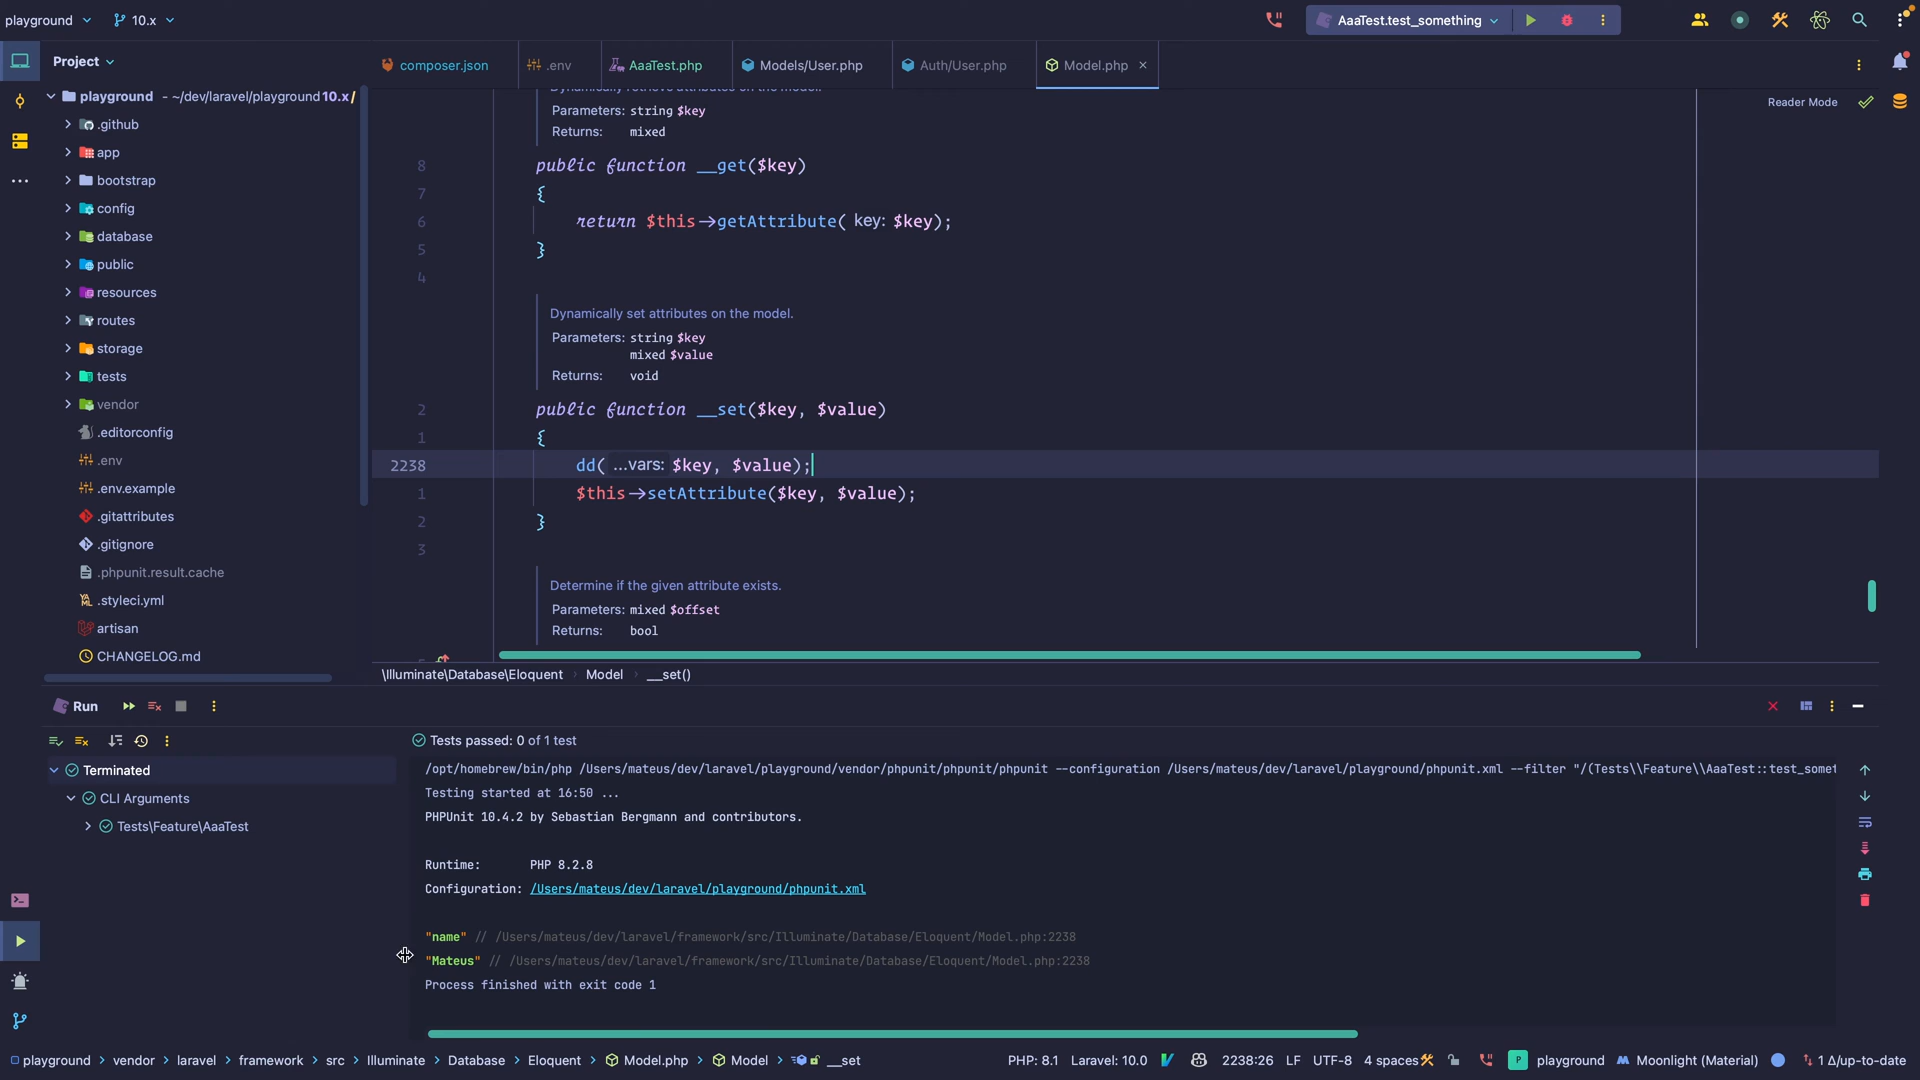 playground 10.x AaaTest.test_something
Project
composer.json .env AaaTest.php Models/User.php Auth/User.php Model.php
playground - ~/dev/laravel/playground 10.x /
.github
app
bootstrap
config
database
public
resources
routes
storage
tests
vendor
.editorconfig
.env
.env.example
.gitattributes
.gitignore
.phpunit.result.cache
.styleci.yml
artisan
CHANGELOG.md
Reader Mode
Dynamically retrieve attributes on the model.
Parameters: string $key
Returns: mixed
8 public function __get($key)
7 {
6 return $this->getAttribute( key: $key);
5 }
4
Dynamically set attributes on the model.
Parameters: string $key
mixed $value
Returns: void
2 public function __set($key, $value)
1 {
2238 dd( ...vars: $key, $value);
1 $this->setAttribute($key, $value);
2 }
3
Determine if the given attribute exists.
Parameters: mixed $offset
Returns: bool
\Illuminate\Database\Eloquent › Model › __set()
Run
Tests passed: 0 of 1 test
Terminated
CLI Arguments
Tests\Feature\AaaTest
/opt/homebrew/bin/php /Users/mateus/dev/laravel/playground/vendor/phpunit/phpunit/phpunit --configuration /Users/mateus/dev/laravel/playground/phpunit.xml --filter "/(Tests\\Feature\\AaaTest::test_somet
Testing started at 16:50 ...
PHPUnit 10.4.2 by Sebastian Bergmann and contributors.
Runtime: PHP 8.2.8
Configuration: /Users/mateus/dev/laravel/playground/phpunit.xml
"name" // /Users/mateus/dev/laravel/framework/src/Illuminate/Database/Eloquent/Model.php:2238
"Mateus" // /Users/mateus/dev/laravel/framework/src/Illuminate/Database/Eloquent/Model.php:2238
Process finished with exit code 1
playground › vendor › laravel › framework › src › Illuminate › Database › Eloquent › Model.php › Model › __set PHP: 8.1 Laravel: 10.0 2238:26 LF UTF-8 4 spaces P playground Moonlight (Material) 1 Δ/up-to-date